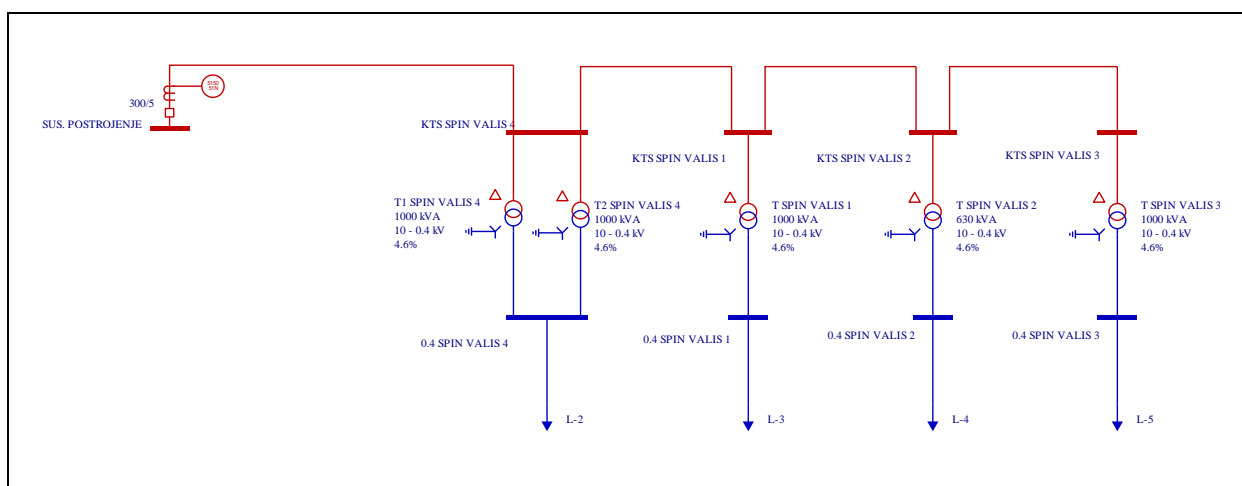 51/50
51N
300/5
SUS. POSTROJENJE
KTS SPIN VALIS 4
KTS SPIN VALIS 1
KTS SPIN VALIS 2
KTS SPIN VALIS 3
T1 SPIN VALIS 4
1000 kVA
10 - 0.4 kV
4.6%
T2 SPIN VALIS 4
1000 kVA
10 - 0.4 kV
4.6%
T SPIN VALIS 1
1000 kVA
10 - 0.4 kV
4.6%
T SPIN VALIS 2
630 kVA
10 - 0.4 kV
4.6%
T SPIN VALIS 3
1000 kVA
10 - 0.4 kV
4.6%
0.4 SPIN VALIS 4
0.4 SPIN VALIS 1
0.4 SPIN VALIS 2
0.4 SPIN VALIS 3
L-2
L-3
L-4
L-5